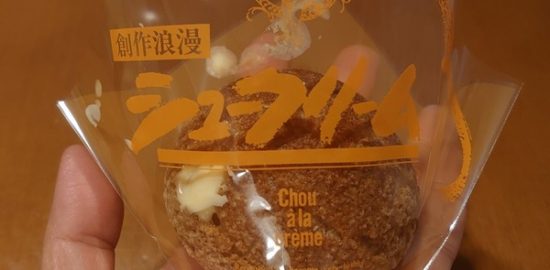 創作浪漫
シュークリーム
Chou
à la
crème